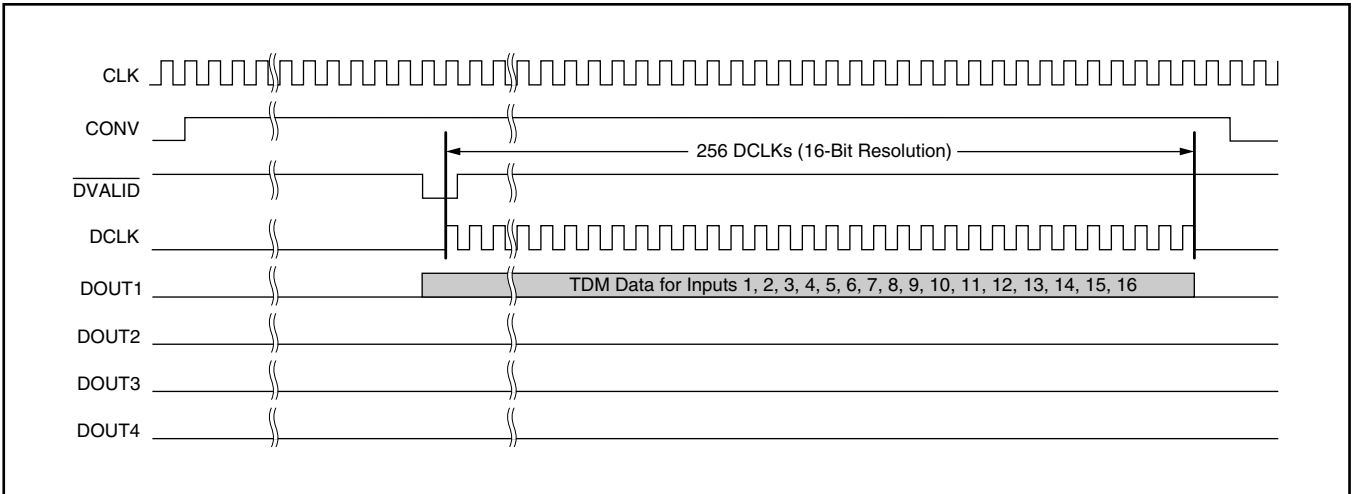 CLK
CONV
256 DCLKs (16-Bit Resolution)
DVALID
DCLK
DOUT1
TDM Data for Inputs 1, 2, 3, 4, 5, 6, 7, 8, 9, 10, 11, 12, 13, 14, 15, 16
DOUT2
DOUT3
DOUT4